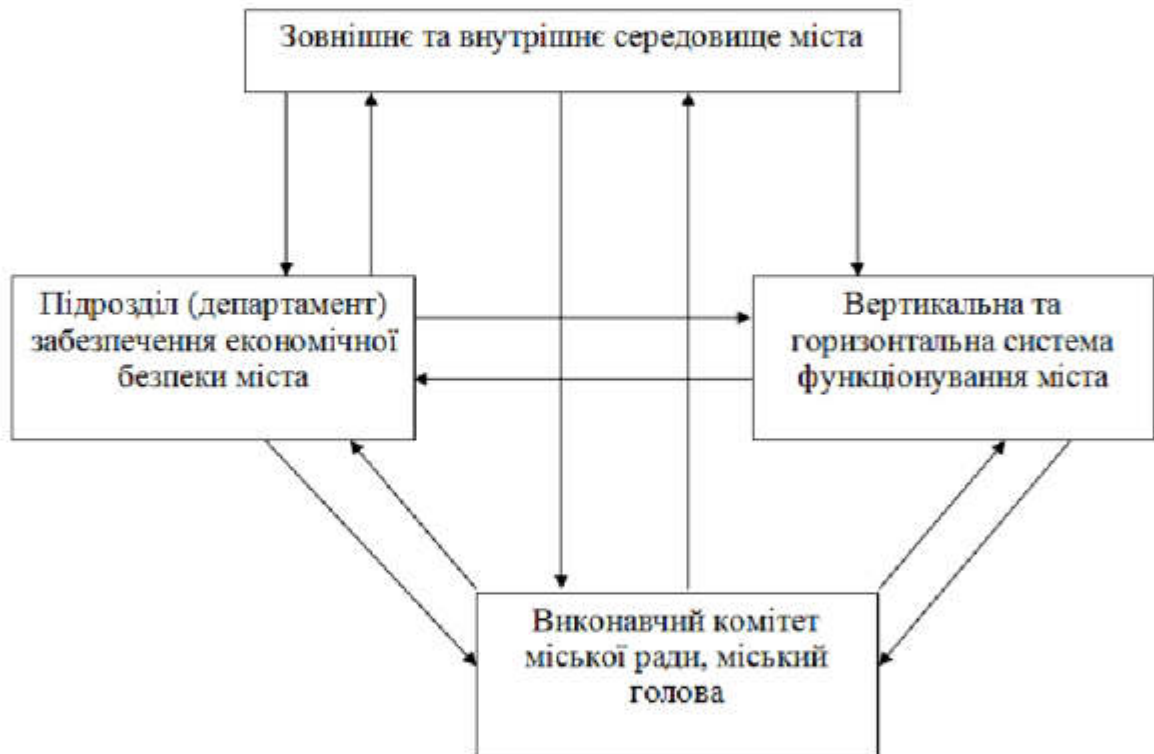 Зовнішнє та внутрішнє середовище міста
Підрозділ (департамент)
забезпечення економічної
безпеки міста
Вертикальна та
горизонтальна система
функціонування міста
Виконавчий комітет
міської ради, міський
голова